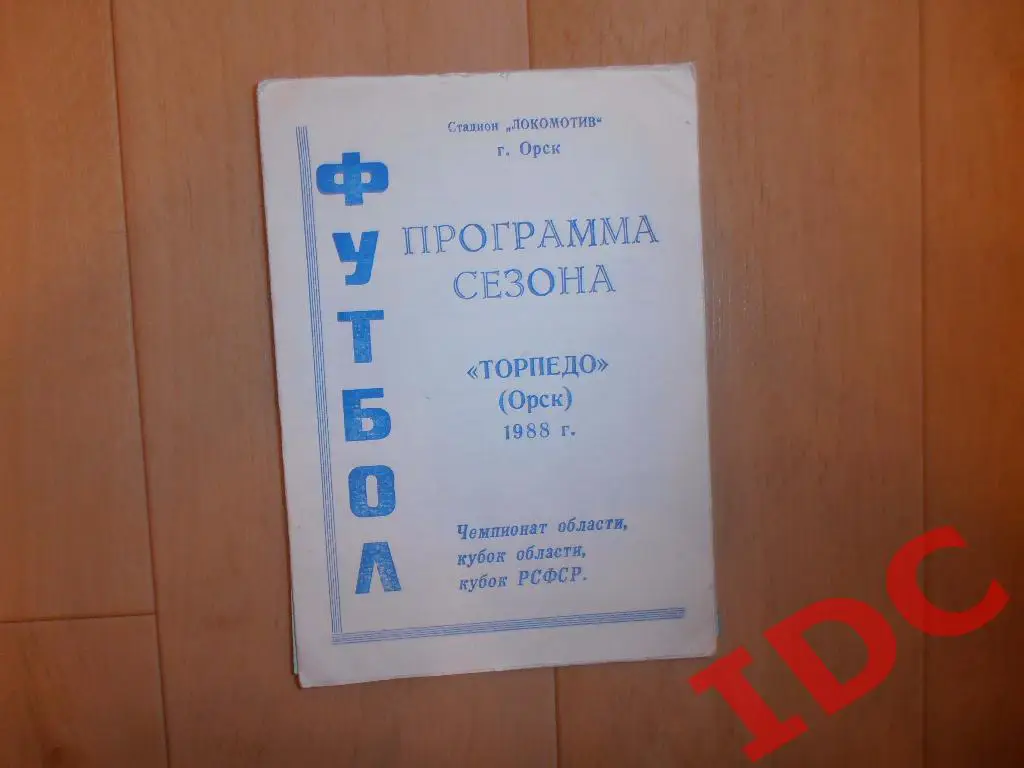 Стадион „ЛОКОМОТИВ“
г. Орск
ФУТБОЛ
ПРОГРАММА
СЕЗОНА
«ТОРПЕДО»
(Орск)
1988 г.
Чемпионат области,
кубок области,
кубок РСФСР.
IDC